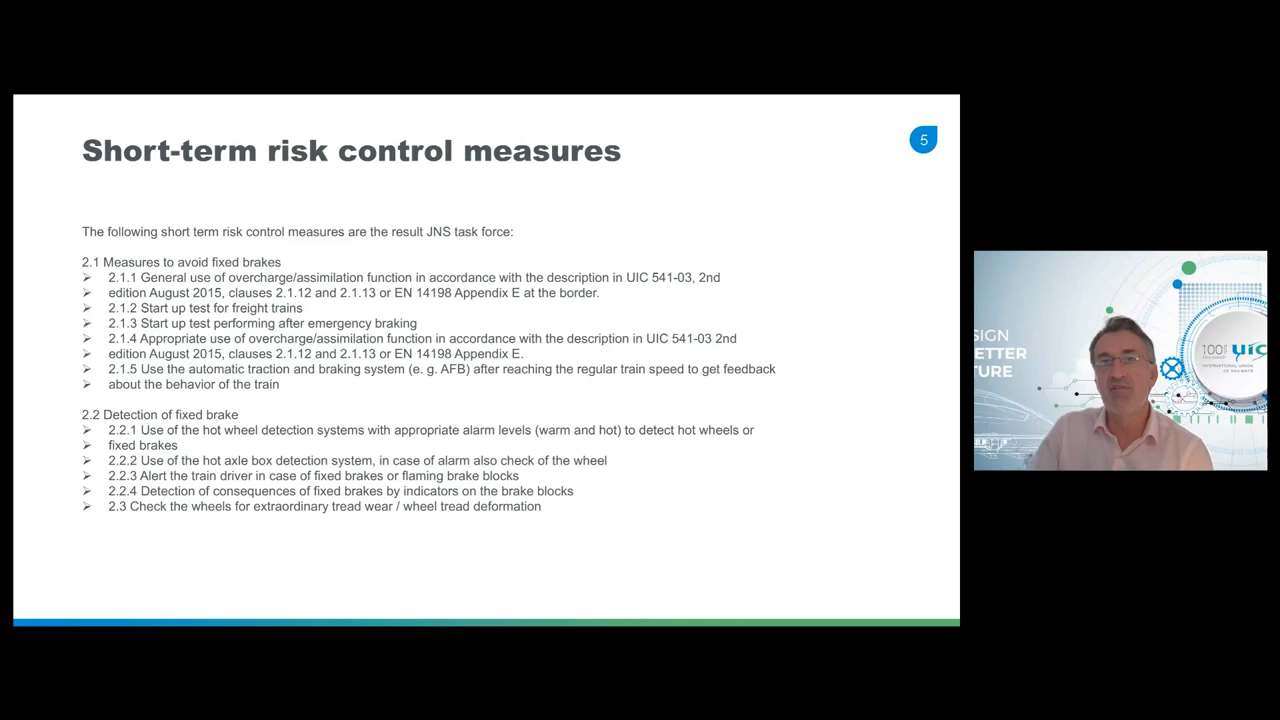 Short-term risk control measures
5
The following short term risk control measures are the result JNS task force:
2.1 Measures to avoid fixed brakes
2.1.1 General use of overcharge/assimilation function in accordance with the description in UIC 541-03, 2nd
edition August 2015, clauses 2.1.12 and 2.1.13 or EN 14198 Appendix E at the border.
2.1.2 Start up test for freight trains
2.1.3 Start up test performing after emergency braking
2.1.4 Appropriate use of overcharge/assimilation function in accordance with the description in UIC 541-03 2nd
edition August 2015, clauses 2.1.12 and 2.1.13 or EN 14198 Appendix E.
2.1.5 Use the automatic traction and braking system (e. g. AFB) after reaching the regular train speed to get feedback
about the behavior of the train
2.2 Detection of fixed brake
2.2.1 Use of the hot wheel detection systems with appropriate alarm levels (warm and hot) to detect hot wheels or
fixed brakes
2.2.2 Use of the hot axle box detection system, in case of alarm also check of the wheel
2.2.3 Alert the train driver in case of fixed brakes or flaming brake blocks
2.2.4 Detection of consequences of fixed brakes by indicators on the brake blocks
2.3 Check the wheels for extraordinary tread wear / wheel tread deformation
SIGN
ETTER
TURE
uic
INTERNATIONAL UNION
OF RAILWAYS